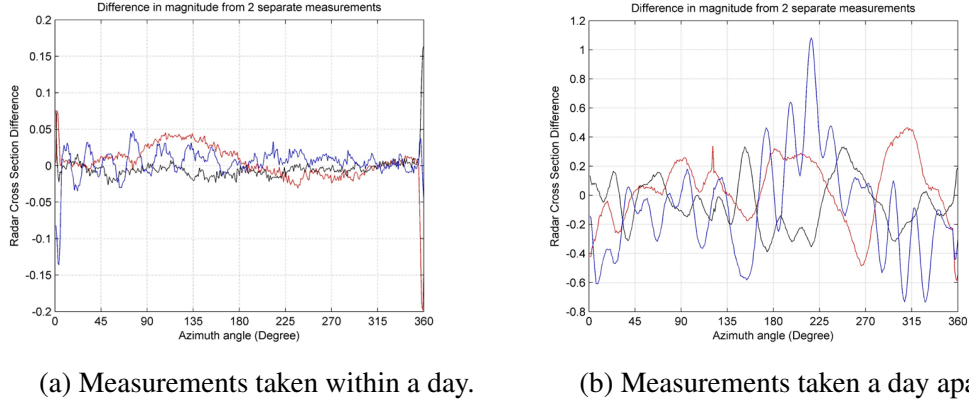 Difference in magnitude from 2 separate measurements
0.2
0.15
0.1
0.05
0
-0.05
-0.1
-0.15
-0.2
Radar Cross Section Difference
0 45 90 135 180 225 270 315 360
Azimuth angle (Degree)
(a) Measurements taken within a day.
Difference in magnitude from 2 separate measurements
1.2
1
0.8
0.6
0.4
0.2
0
-0.2
-0.4
-0.6
-0.8
Radar Cross Section Difference
0 45 90 135 180 225 270 315 360
Azimuth angle (Degree)
(b) Measurements taken a day apa